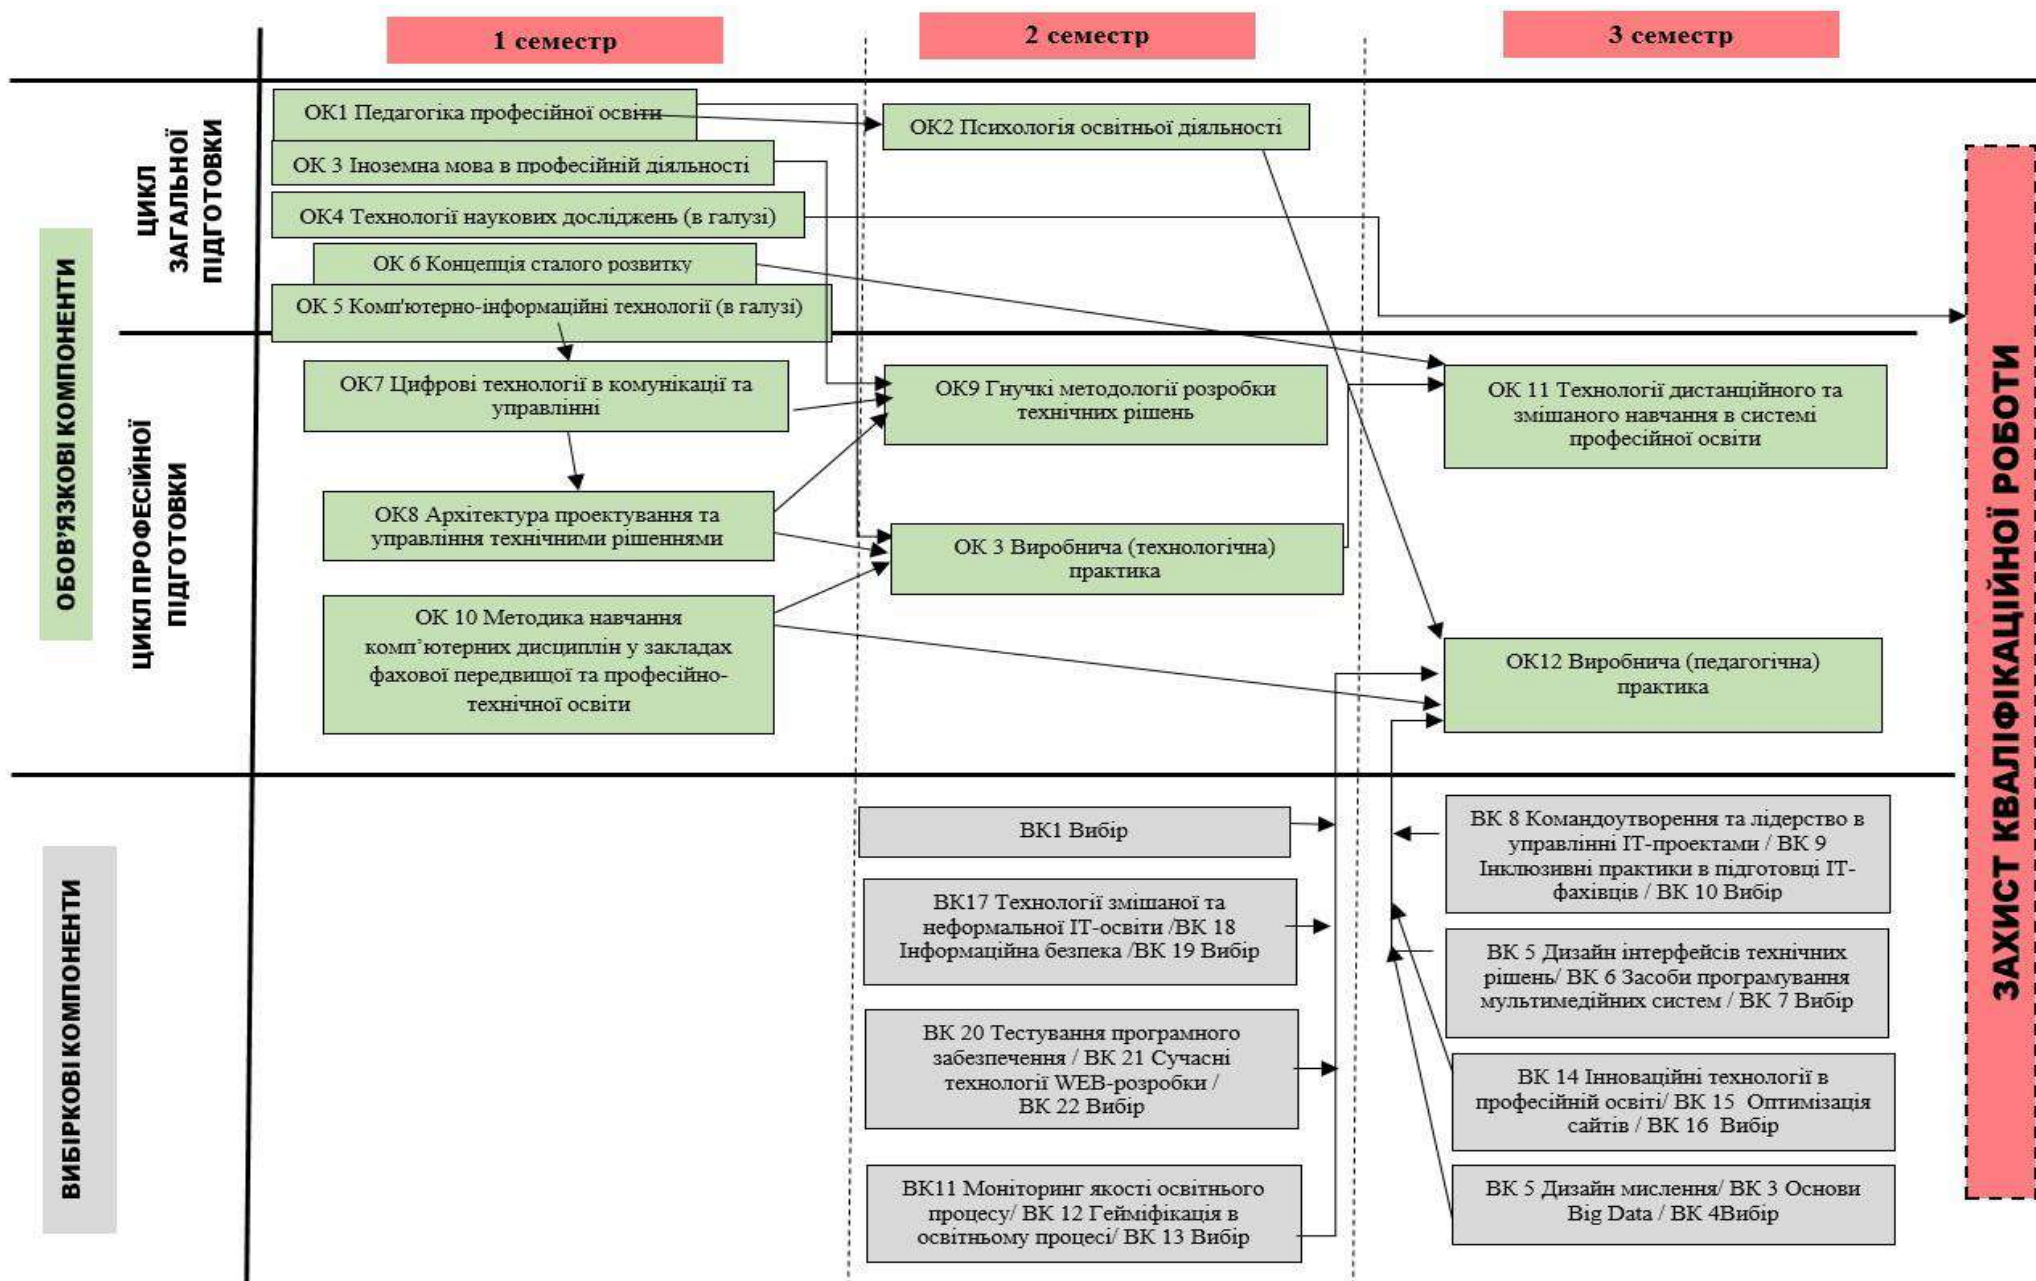 1 семестр
2 семестр
3 семестр
ОБОВ'ЯЗКОВІ КОМПОНЕНТИ
ЦИКЛ
ЗАГАЛЬНОЇ
ПІДГОТОВКИ
ОК1 Педагогіка професійної освіти
ОК 3 Іноземна мова в професійній діяльності
ОК4 Технології наукових досліджень (в галузі)
ОК 6 Концепція сталого розвитку
ОК 5 Комп'ютерно-інформаційні технології (в галузі)
ОК2 Психологія освітньої діяльності
ЦИКЛ ПРОФЕСІЙНОЇ
ПІДГОТОВКИ
ОК7 Цифрові технології в комунікації та
управлінні
ОК8 Архітектура проектування та
управління технічними рішеннями
ОК 10 Методика навчання
комп’ютерних дисциплін у закладах
фахової передвищої та професійно-
технічної освіти
ОК9 Гнучкі методології розробки
технічних рішень
ОК 3 Виробнича (технологічна)
практика
ОК 11 Технології дистанційного та
змішаного навчання в системі
професійної освіти
ОК12 Виробнича (педагогічна)
практика
ВИБІРКОВІ КОМПОНЕНТИ
ВК1 Вибір
ВК17 Технології змішаної та
неформальної ІТ-освіти /ВК 18
Інформаційна безпека /ВК 19 Вибір
ВК 20 Тестування програмного
забезпечення / ВК 21 Сучасні
технології WEB-розробки /
ВК 22 Вибір
ВК11 Моніторинг якості освітнього
процесу/ ВК 12 Гейміфікація в
освітньому процесі/ ВК 13 Вибір
ВК 8 Командоутворення та лідерство в
управлінні ІТ-проектами / ВК 9
Інклюзивні практики в підготовці ІТ-
фахівців / ВК 10 Вибір
ВК 5 Дизайн інтерфейсів технічних
рішень/ ВК 6 Засоби програмування
мультимедійних систем / ВК 7 Вибір
ВК 14 Інноваційні технології в
професійній освіті/ ВК 15 Оптимізація
сайтів / ВК 16 Вибір
ВК 5 Дизайн мислення/ ВК 3 Основи
Big Data / ВК 4Вибір
ЗАХИСТ КВАЛІФІКАЦІЙНОЇ РОБОТИ